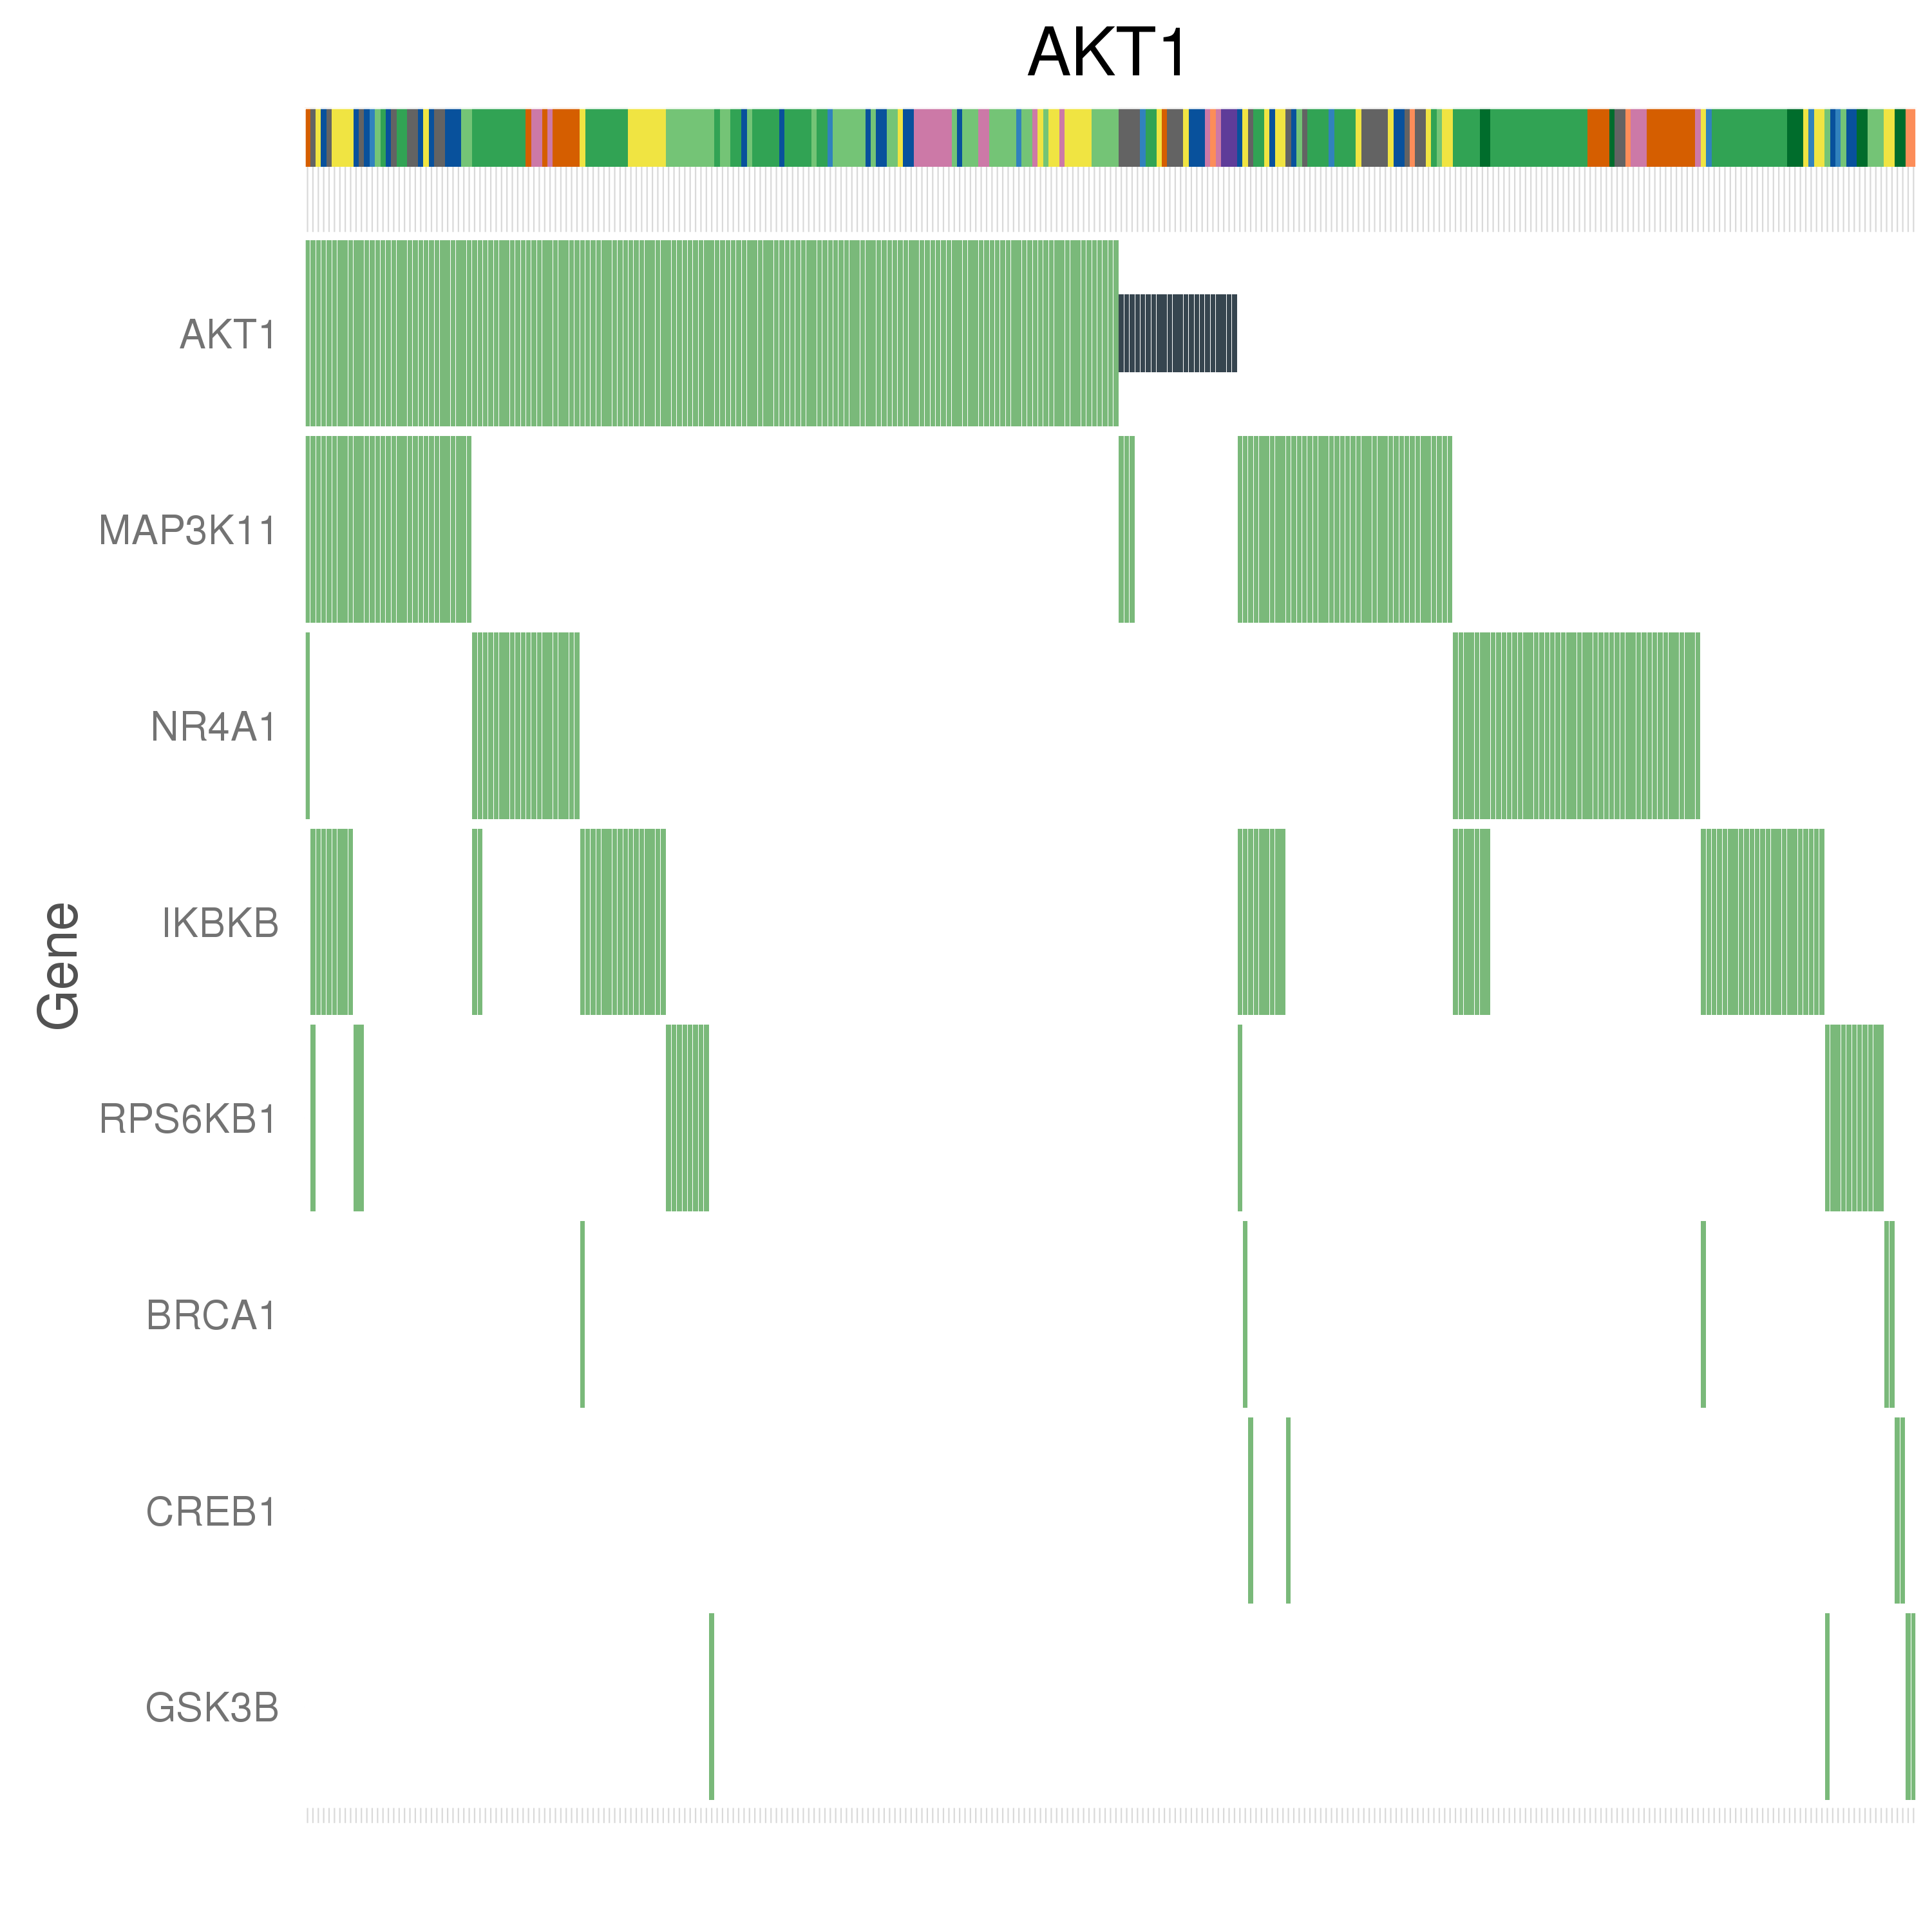 AKT1
AKT1
MAP3K11
NR4A1
IKBKB
RPS6KB1
BRCA1
CREB1
GSK3B
Gene